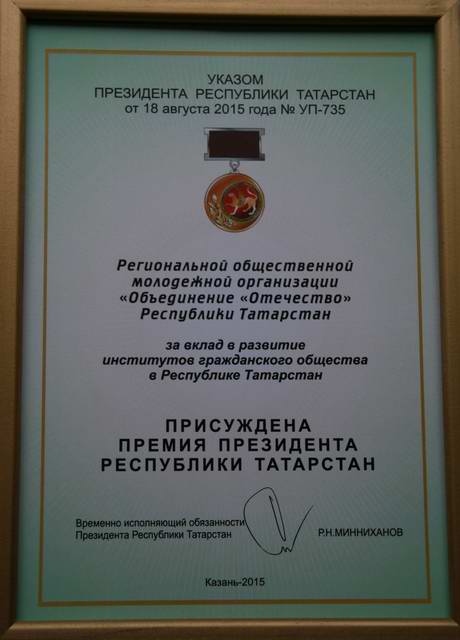 УКАЗОМ
ПРЕЗИДЕНТА РЕСПУБЛИКИ ТАТАРСТАН
от 18 августа 2015 года № УП-735
Региональной общественной
молодежной организации
«Объединение «Отечество»
Республики Татарстан
за вклад в развитие
институтов гражданского общества
в Республике Татарстан
ПРИСУЖДЕНА
ПРЕМИЯ ПРЕЗИДЕНТА
РЕСПУБЛИКИ ТАТАРСТАН
Временно исполняющий обязанности
Президента Республики Татарстан
Р.Н.МИННИХАНОВ
Казань-2015